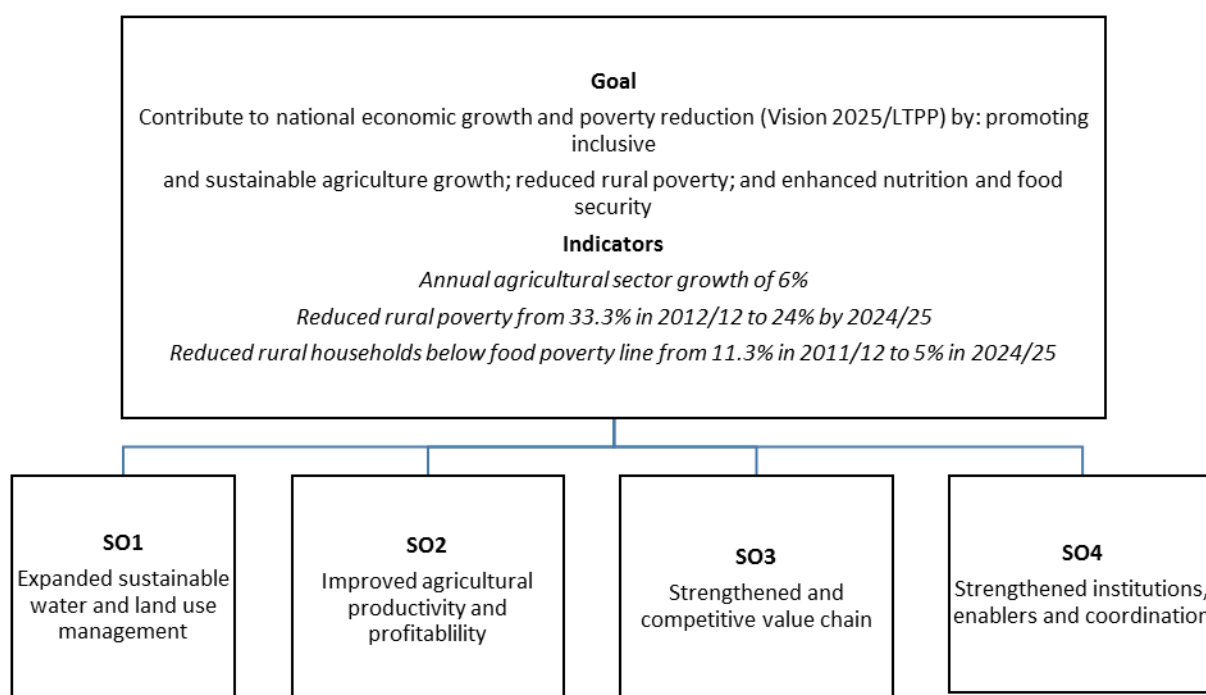 Goal
Contribute to national economic growth and poverty reduction (Vision 2025/LTPP) by: promoting
inclusive
and sustainable agriculture growth; reduced rural poverty; and enhanced nutrition and food
security
Indicators
Annual agricultural sector growth of 6%
Reduced rural poverty from 33.3% in 2012/12 to 24% by 2024/25
Reduced rural households below food poverty line from 11.3% in 2011/12 to 5% in 2024/25
SO1
Expanded sustainable
water and land use
management
SO2
Improved agricultural
productivity and
profitablility
SO3
Strengthened and
competitive value chain
SO4
Strengthened institutions,
enablers and coordination